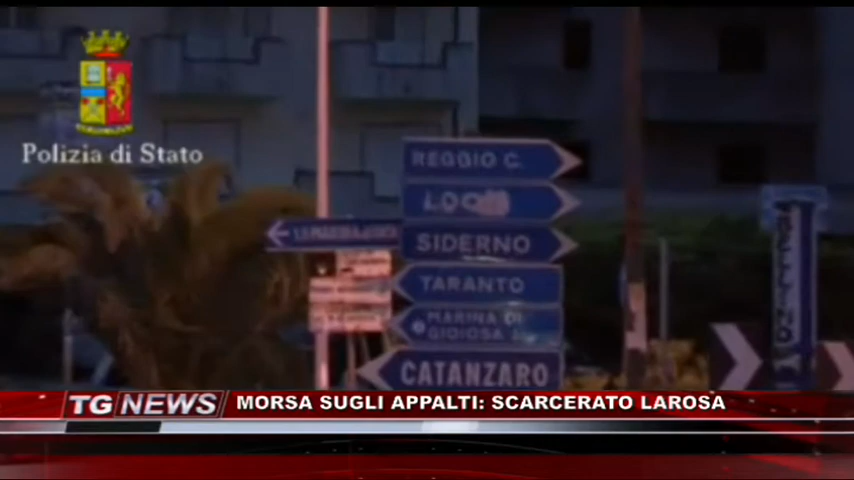 Polizia di Stato
REGGIO C.
SIDERNO
TARANTO
MARINA DI
GIOIOSA J.
CATANZARO
TG NEWS
MORSA SUGLI APPALTI: SCARCERATO LAROSA